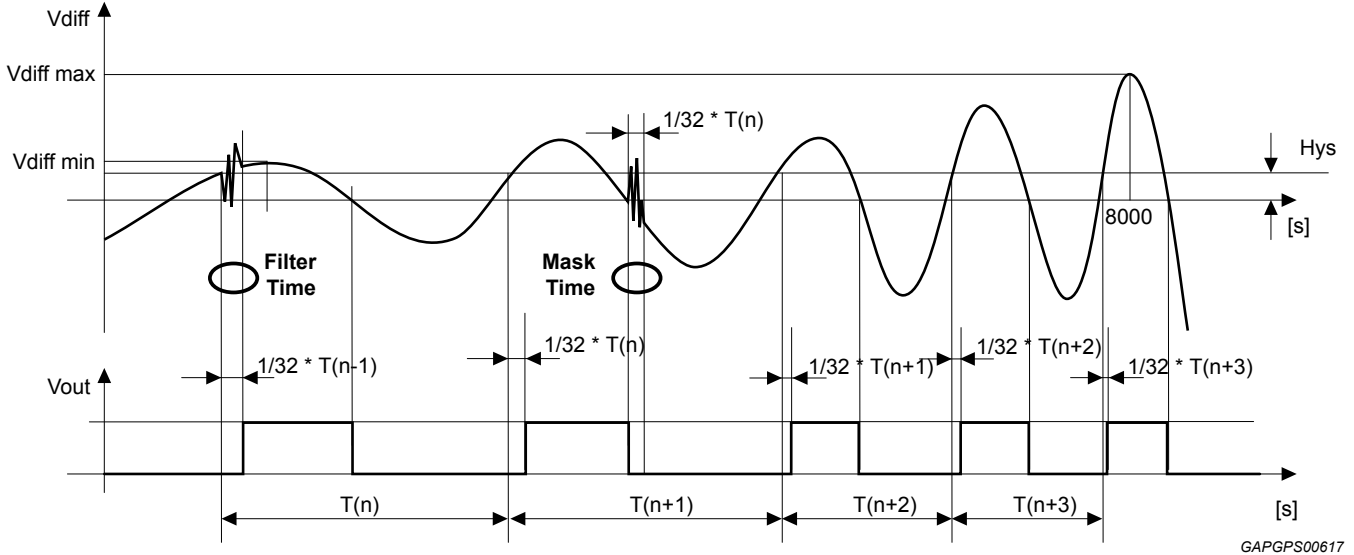 Vdiff
Vdiff max
1/32 * T(n)
Vdiff min
Hys
8000
[s]
Filter
Time
Mask
Time
1/32 * T(n-1)
1/32 * T(n)
1/32 * T(n+1)
1/32 * T(n+2)
1/32 * T(n+3)
Vout
T(n)
T(n+1)
T(n+2)
T(n+3)
[s]
GAPGPS00617